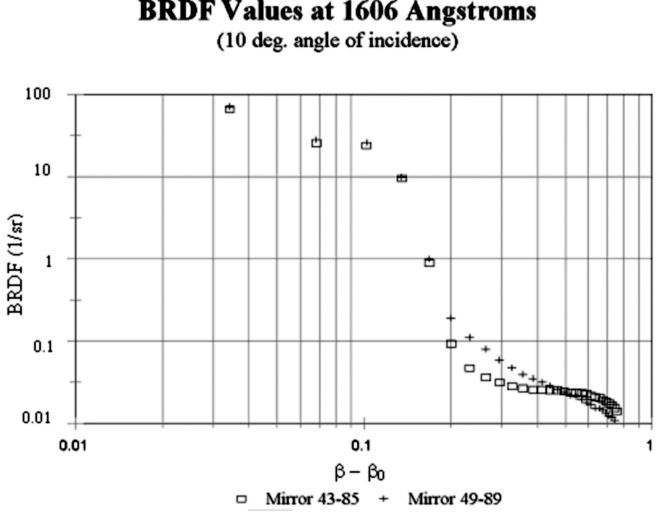 BRDF Values at 1606 Angstroms
(10 deg. angle of incidence)
BRDF (1/sr)
100
10
1
0.1
0.01
0.01
0.1
1
β – β0
Mirror 43-85
Mirror 49-89